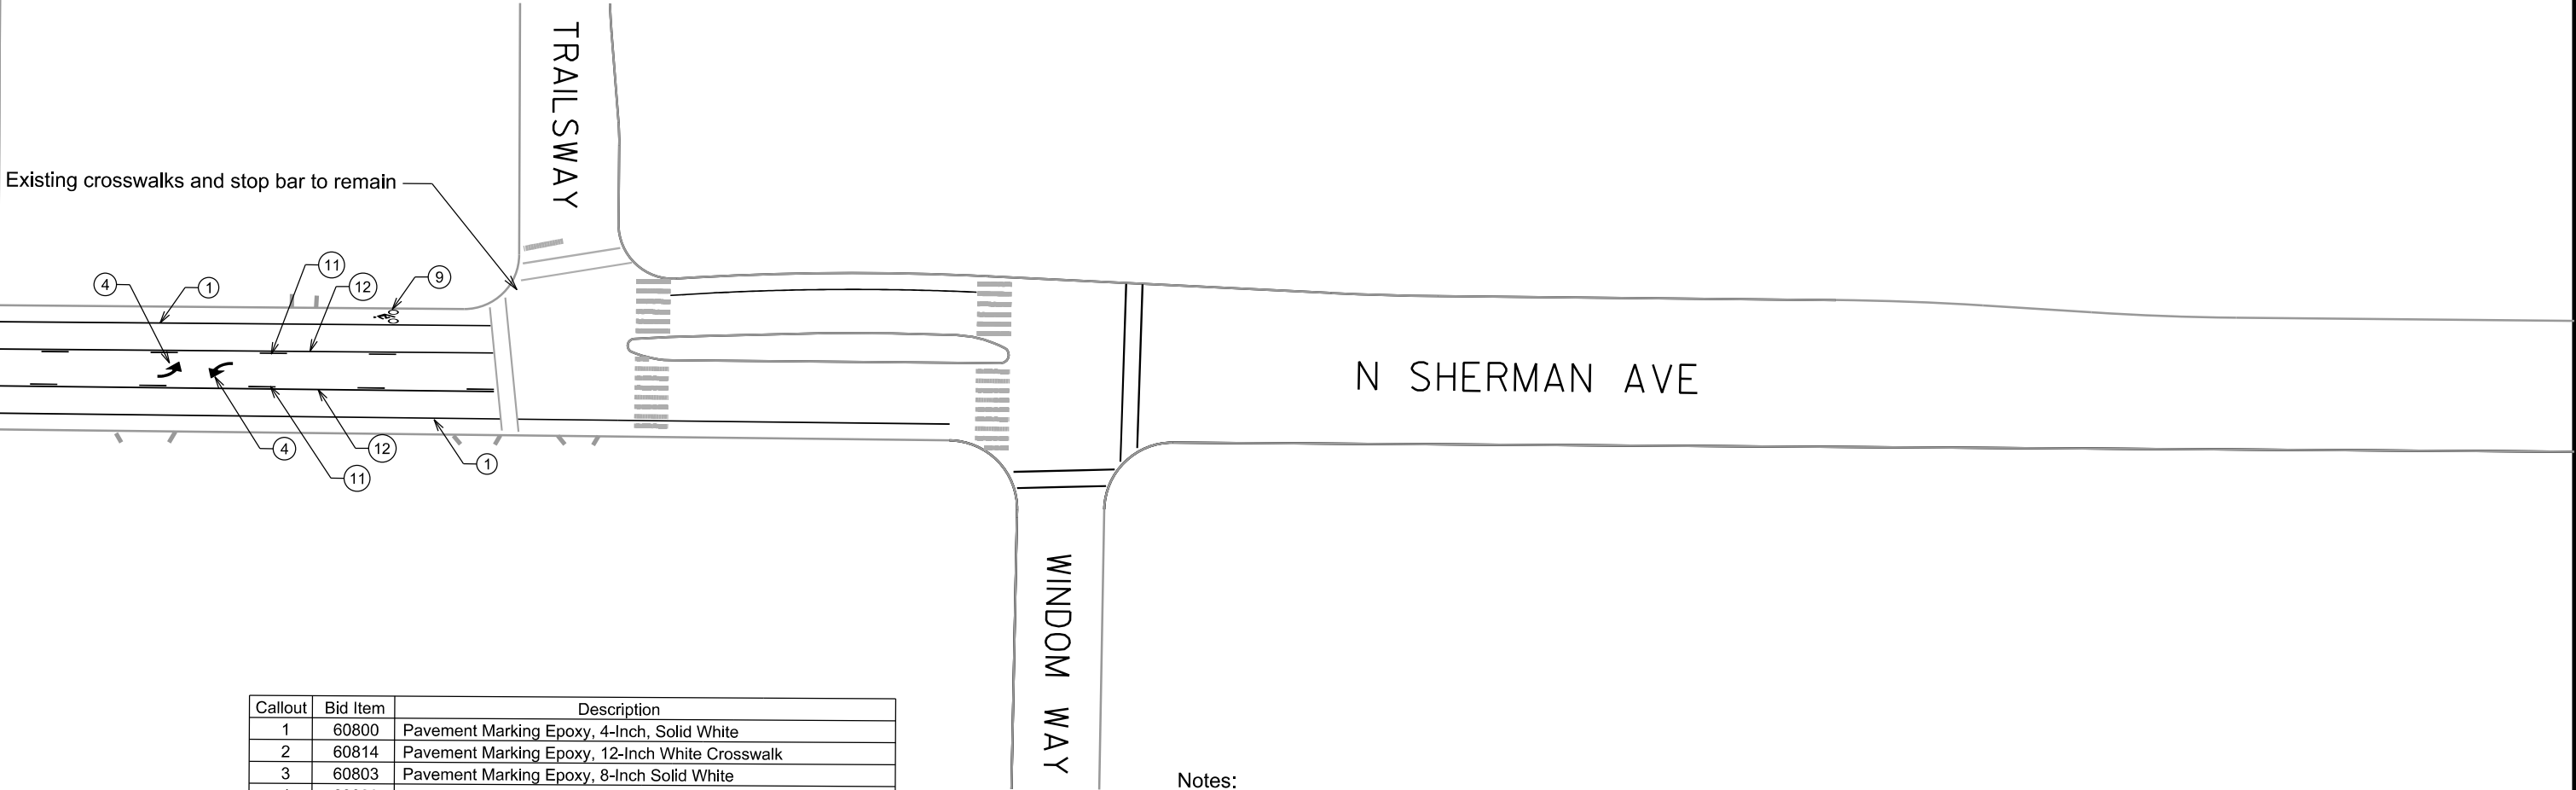 TRAILSWAY
Existing crosswalks and stop bar to remain
11
9
4
1
12
N SHERMAN AVE
4
12
1
11
WINDOM WAY
Callout Bid Item Description
1 60800 Pavement Marking Epoxy, 4-Inch, Solid White
2 60814 Pavement Marking Epoxy, 12-Inch White Crosswalk
3 60803 Pavement Marking Epoxy, 8-Inch Solid White
Notes: